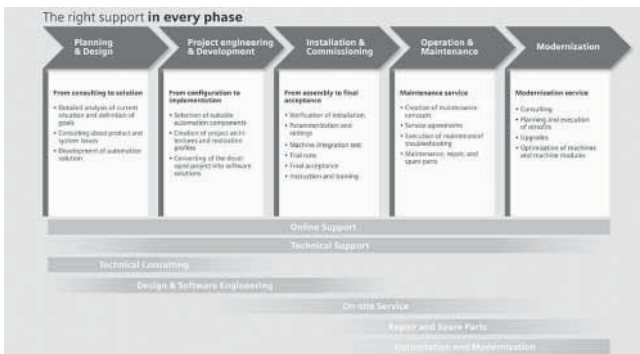 The right support in every phase
Planning
& Design
Project engineering
& Development
Installation &
Commissioning
Operation &
Maintenance
Modernization
From consulting to solution
• Detailed analysis of current
situation and definition of
goals
• Consulting about product and
system issues
• Development of automation
solution
From configuration to
implementation
• Selection of suitable
automation components
• Creation of project archi-
tectures and motion
profiles
• Converting of the devel-
oped project into software
solutions
From assembly to final
acceptance
• Verification of installation
• Parameterization and
settings
• Machine integration test
• Trial runs
• Final acceptance
• Instruction and training
Maintenance service
• Creation of maintenance
concepts
• Service agreements
• Execution of maintenance/
troubleshooting
• Maintenance, repair, and
spare parts
Modernization service
• Consulting
• Planning and execution
of retrofits
• Upgrades
• Optimization of machines
and machine modules
Online Support
Technical Support
Technical Consulting
Design & Software Engineering
On-site Service
Repair and Spare Parts
Optimization and Modernization